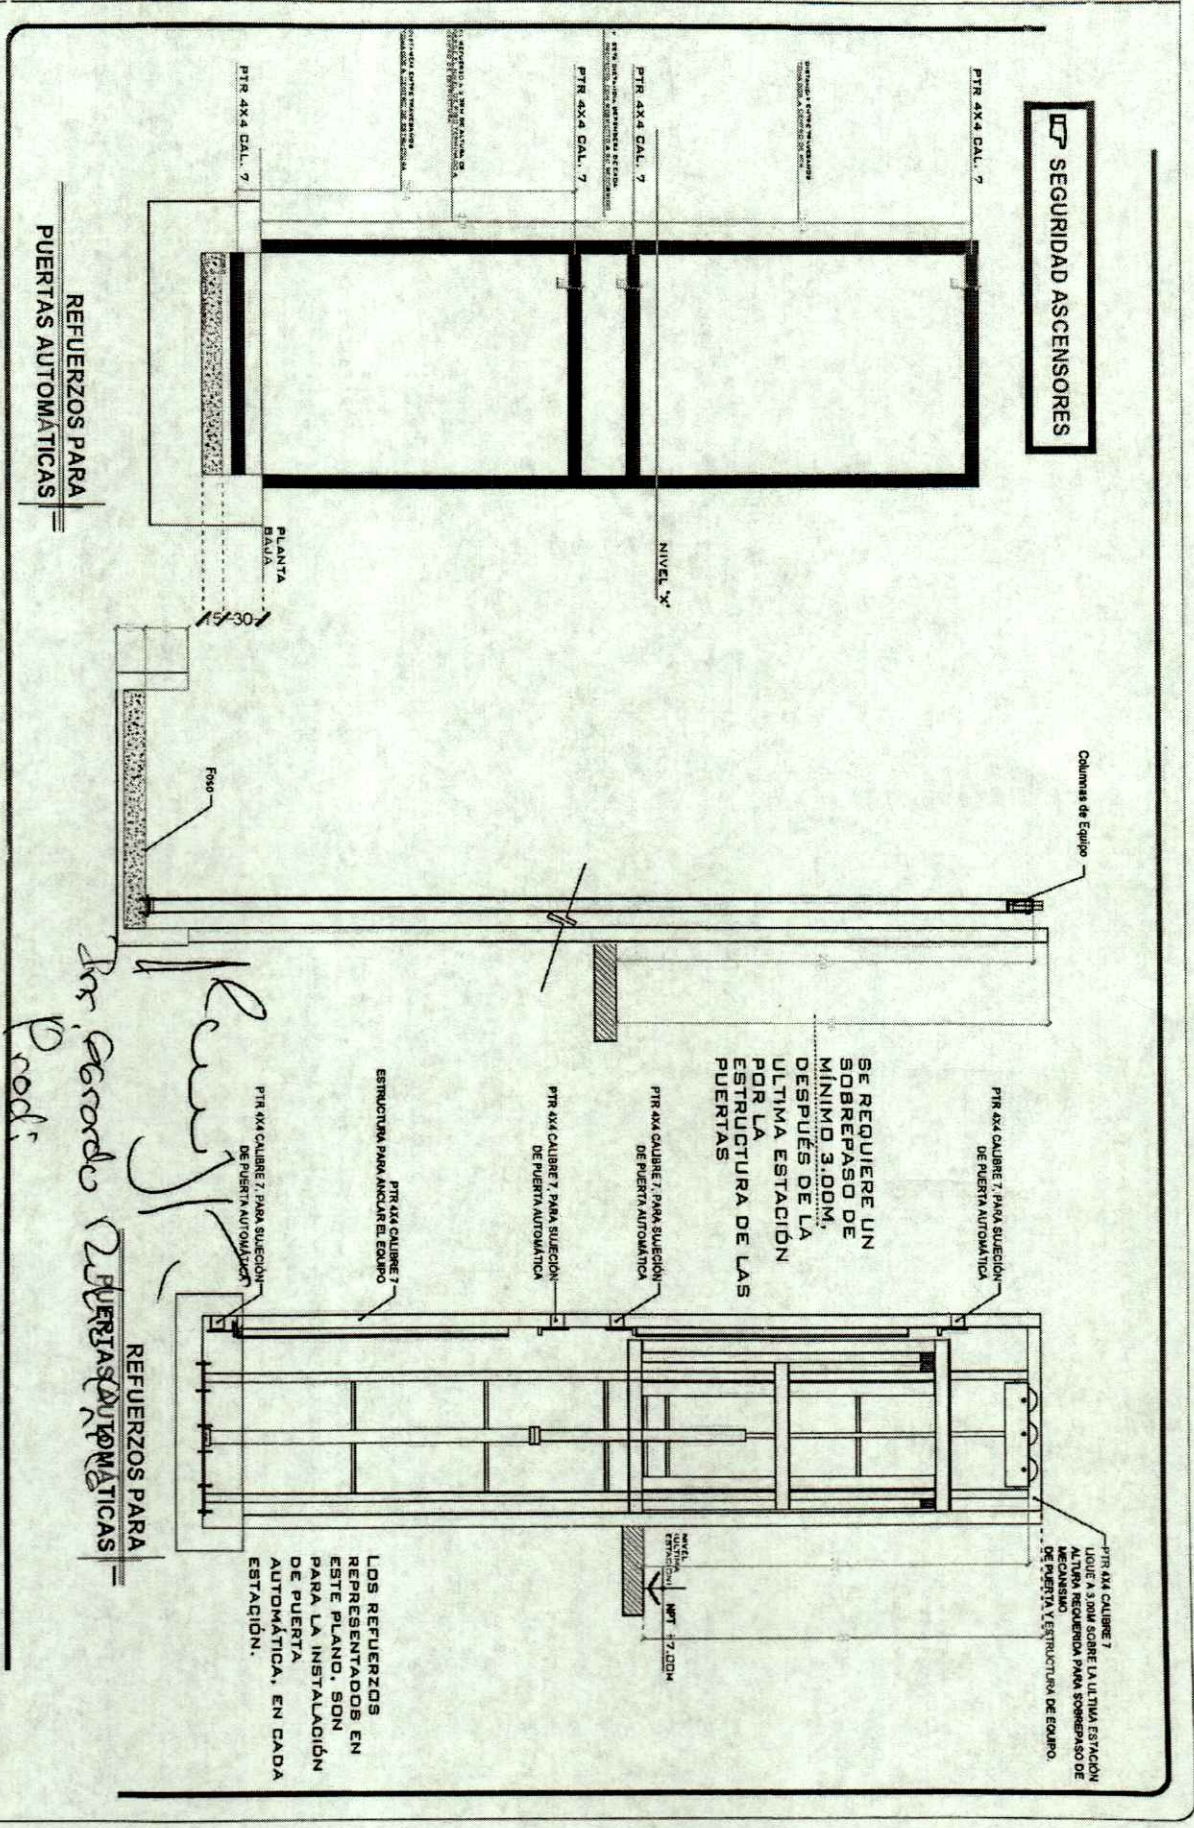 SEGURIDAD ASCENSORES
PTR 4X4 CAL. 7
DISTANCIA ENTRE TRAVESAÑOS
PTR 4X4 CAL. 7
PTR 4X4 CAL. 7
DISTANCIA ENTRE TRAVESAÑOS
PTR 4X4 CAL. 7
NIVEL "X"
PLANTA
BAJA
15
30
REFUERZOS PARA
PUERTAS AUTOMÁTICAS
Columnas de Equipo
Foso
SE REQUIERE UN
SOBREPASO DE
MÍNIMO 3.00M,
DESPUÉS DE LA
ULTIMA ESTACIÓN
POR LA
ESTRUCTURA DE LAS
PUERTAS
PTR 4X4 CALIBRE 7, PARA SUJECIÓN
DE PUERTA AUTOMÁTICA
PTR 4X4 CALIBRE 7, PARA SUJECIÓN
DE PUERTA AUTOMÁTICA
PTR 4X4 CALIBRE 7, PARA SUJECIÓN
DE PUERTA AUTOMÁTICA
PTR 4X4 CALIBRE 7
ESTRUCTURA PARA ANCLAR EL EQUIPO
PTR 4X4 CALIBRE 7, PARA SUJECIÓN
DE PUERTA AUTOMÁTICA
PTR 4X4 CALIBRE 7
LIGUE A 3.00M SOBRE LA ULTIMA ESTACIÓN
ALTURA REQUERIDA PARA SOBREPASO DE
MECANISMO
DE PUERTA Y ESTRUCTURA DE EQUIPO.
NIVEL
ULTIMA
ESTACIÓN
NPT +7.00M
LOS REFUERZOS
REPRESENTADOS EN
ESTE PLANO, SON
PARA LA INSTALACIÓN
DE PUERTA
AUTOMÁTICA, EN CADA
ESTACIÓN.
REFUERZOS PARA
PUERTAS AUTOMÁTICAS
Gerardo